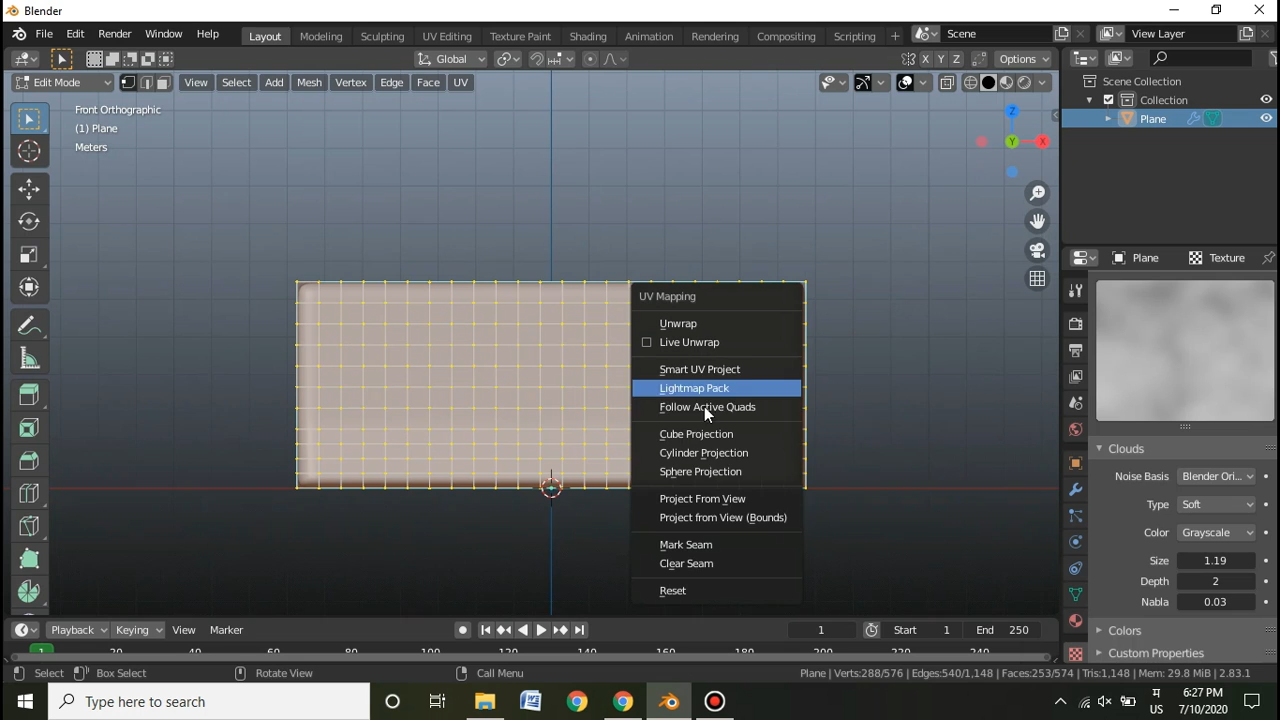 Blender
File Edit Render Window Help Layout Modeling Sculpting UV Editing Texture Paint Shading Animation Rendering Compositing Scripting + Scene View Layer
Global X Y Z Options
Edit Mode View Select Add Mesh Vertex Edge Face UV
Scene Collection
Collection
Plane
Front Orthographic
(1) Plane
Meters
Z
Y X
Plane Texture
UV Mapping
Unwrap
Live Unwrap
Smart UV Project
Lightmap Pack
Follow Active Quads
Cube Projection
Cylinder Projection
Sphere Projection
Project From View
Project from View (Bounds)
Mark Seam
Clear Seam
Reset
Clouds
Noise Basis Blender Ori...
Type Soft
Color Grayscale
Size 1.19
Depth 2
Nabla 0.03
Colors
Custom Properties
Playback Keying View Marker 1 Start 1 End 250
1 20 40 60 80 100 120 140 160 180 200 220 240
Select Box Select Rotate View Call Menu Plane | Verts:288/576 | Edges:540/1,148 | Faces:253/574 | Tris:1,148 | Mem: 29.8 MiB | 2.83.1
Type here to search
US
6:27 PM
7/10/2020